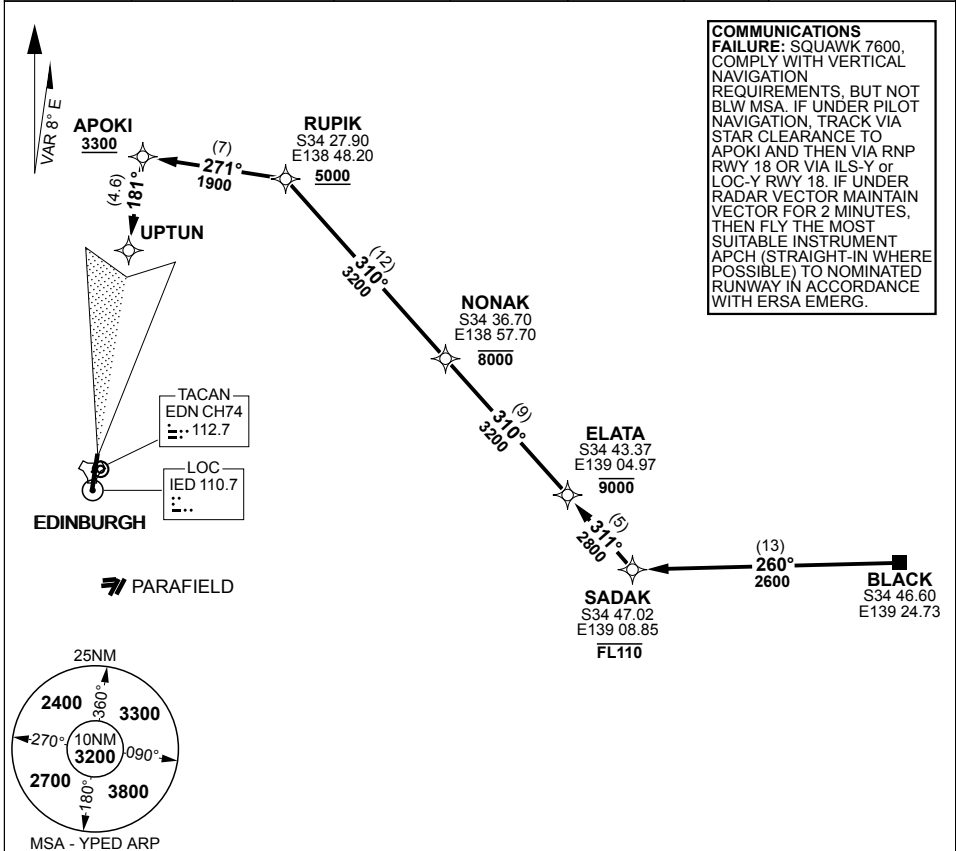 COMMUNICATIONS
FAILURE: SQUAWK 7600,
COMPLY WITH VERTICAL
NAVIGATION
REQUIREMENTS, BUT NOT
BLW MSA. IF UNDER PILOT
NAVIGATION, TRACK VIA
STAR CLEARANCE TO
APOKI AND THEN VIA RNP
RWY 18 OR VIA ILS-Y or
LOC-Y RWY 18. IF UNDER
RADAR VECTOR MAINTAIN
VECTOR FOR 2 MINUTES,
THEN FLY THE MOST
SUITABLE INSTRUMENT
APCH (STRAIGHT-IN WHERE
POSSIBLE) TO NOMINATED
RUNWAY IN ACCORDANCE
WITH ERSA EMERG.
VAR 8° E
APOKI
3300
(7)
271°
1900
RUPIK
S34 27.90
E138 48.20
5000
(4.6)
181°
UPTUN
(12)
310°
3200
NONAK
S34 36.70
E138 57.70
8000
(9)
310°
3200
ELATA
S34 43.37
E139 04.97
9000
(5)
311°
2800
SADAK
S34 47.02
E139 08.85
FL110
(13)
260°
2600
BLACK
S34 46.60
E139 24.73
TACAN
EDN CH74
112.7
LOC
IED 110.7
EDINBURGH
PARAFIELD
25NM
2400
360°
3300
270°
10NM
3200
090°
2700
180°
3800
MSA - YPED ARP